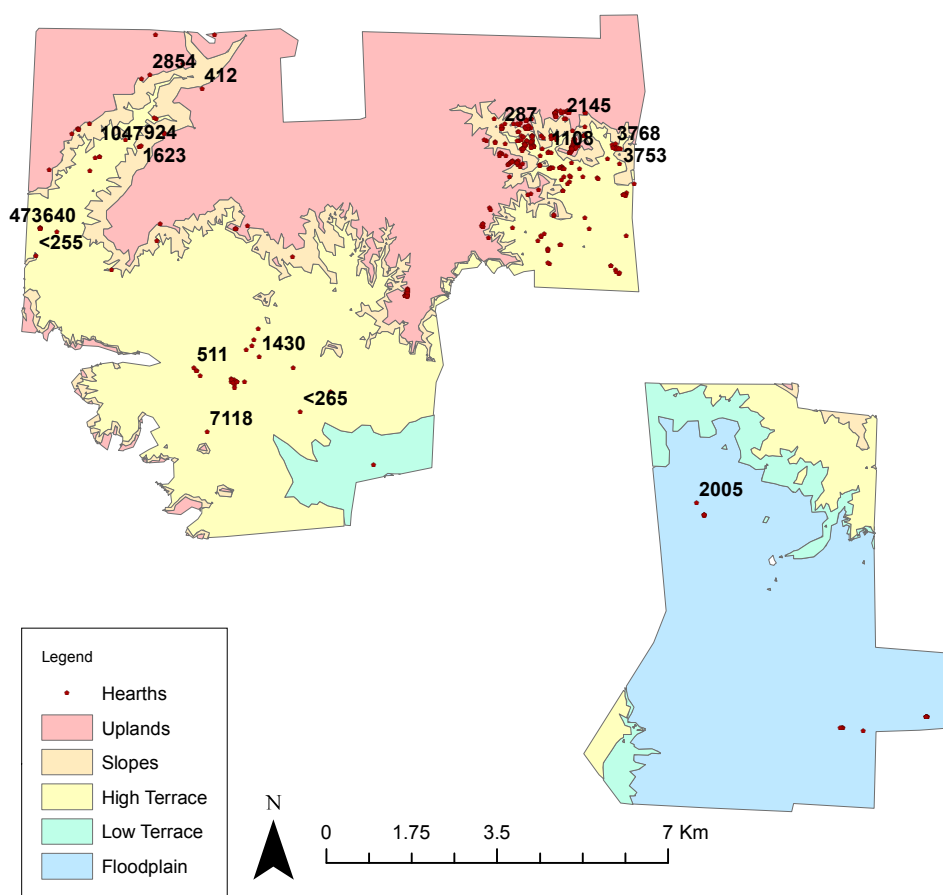 2854
412
287
2145
1047924
1108
3768
1623
3753
473640
<255
1430
511
<265
7118
2005
Legend
Hearths
Uplands
Slopes
High Terrace
Low Terrace
Floodplain
N
0 1.75 3.5 7 Km